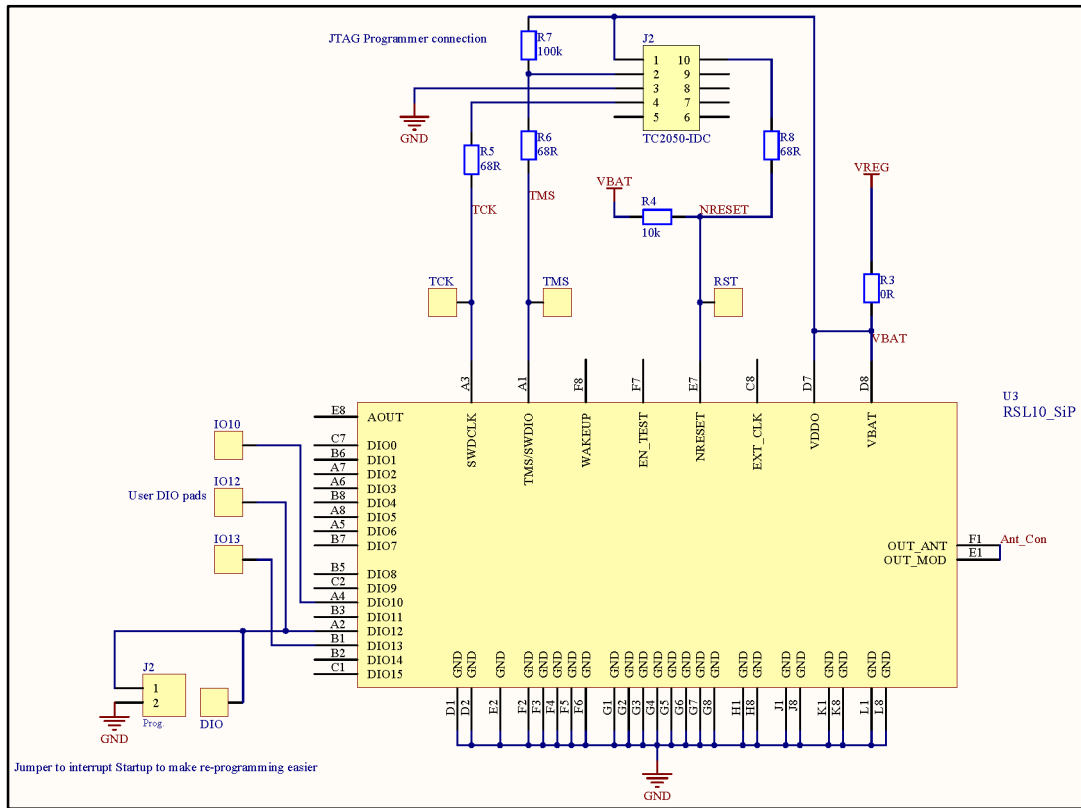 JTAG Programmer connection
R7
100k
J2
1 10
2 9
3 8
4 7
5 6
TC2050-IDC
GND
R5
68R
R6
68R
R8
68R
TCK
TMS
VBAT
R4
10k
NRESET
VREG
R3
0R
VBAT
TCK
TMS
RST
A3
A1
F8
F7
E7
C8
D7
D8
SWDCLK
TMS/SWDIO
WAKEUP
EN_TEST
NRESET
EXT_CLK
VDDO
VBAT
U3
RSL10_SiP
E8 AOUT
C7 DIO0
B6 DIO1
A7 DIO2
A6 DIO3
B8 DIO4
A8 DIO5
A5 DIO6
B7 DIO7
B5 DIO8
C2 DIO9
A4 DIO10
B3 DIO11
A2 DIO12
B1 DIO13
B2 DIO14
C1 DIO15
IO10
IO12
User DIO pads
IO13
OUT_ANT F1 Ant_Con
OUT_MOD E1
J2
1
2
Prog.
GND
DIO
GND GND GND GND GND GND GND GND GND GND GND GND GND GND GND GND GND GND GND GND GND GND GND GND GND
D1 D2 E2 F2 F3 F4 F5 F6 G1 G2 G3 G4 G5 G6 G7 G8 H1 H8 J1 J8 K1 K8 L1 L8
GND
Jumper to interrupt Startup to make re-programming easier